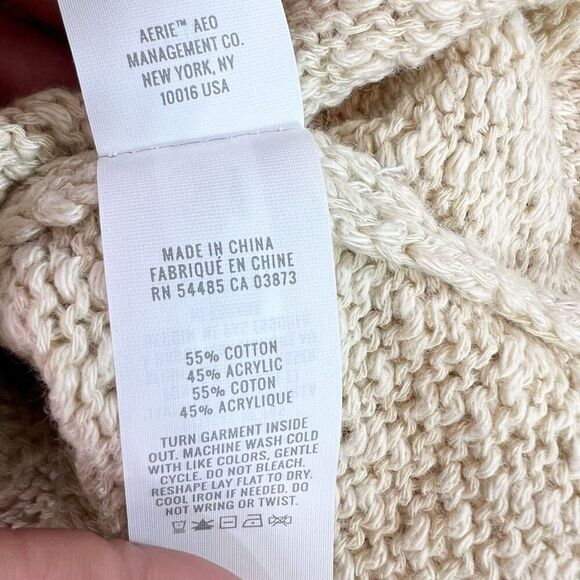 AERIE™ AEO
MANAGEMENT CO.
NEW YORK, NY
10016 USA
MADE IN CHINA
FABRIQUÉ EN CHINE
RN 54485 CA 03873
55% COTTON
45% ACRYLIC
55% COTON
45% ACRYLIQUE
TURN GARMENT INSIDE
OUT. MACHINE WASH COLD
WITH LIKE COLORS, GENTLE
CYCLE. DO NOT BLEACH.
RESHAPE LAY FLAT TO DRY.
COOL IRON IF NEEDED. DO
NOT WRING OR TWIST.